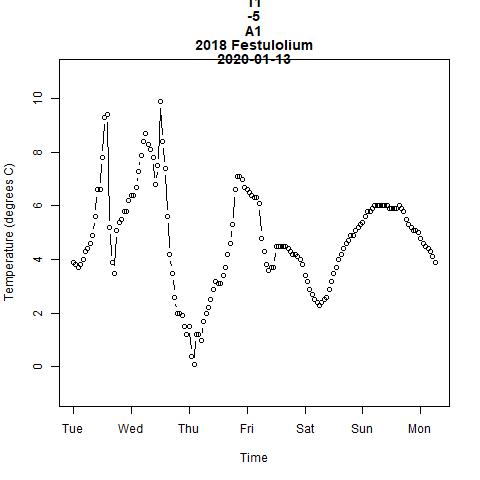 T1
-5
A1
2018 Festulolium
2020-01-13
Temperature (degrees C)
10
8
6
4
2
0
Tue Wed Thu Fri Sat Sun Mon
Time